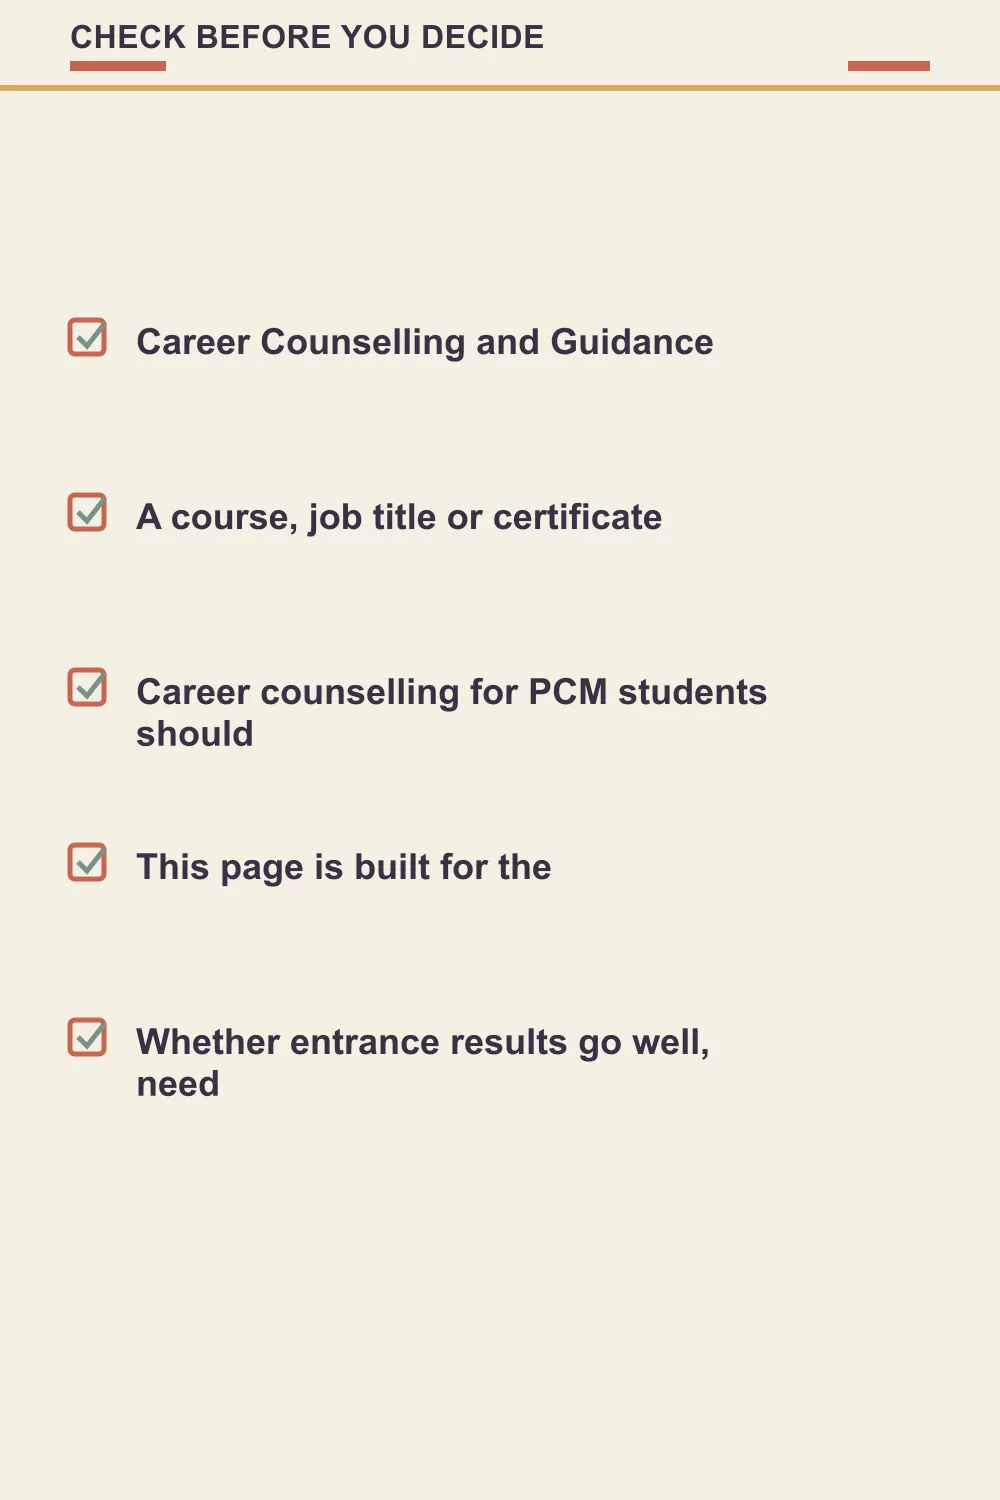 CHECK BEFORE YOU DECIDE
Career Counselling and Guidance
A course, job title or certificate
Career counselling for PCM students
should
This page is built for the
Whether entrance results go well,
need